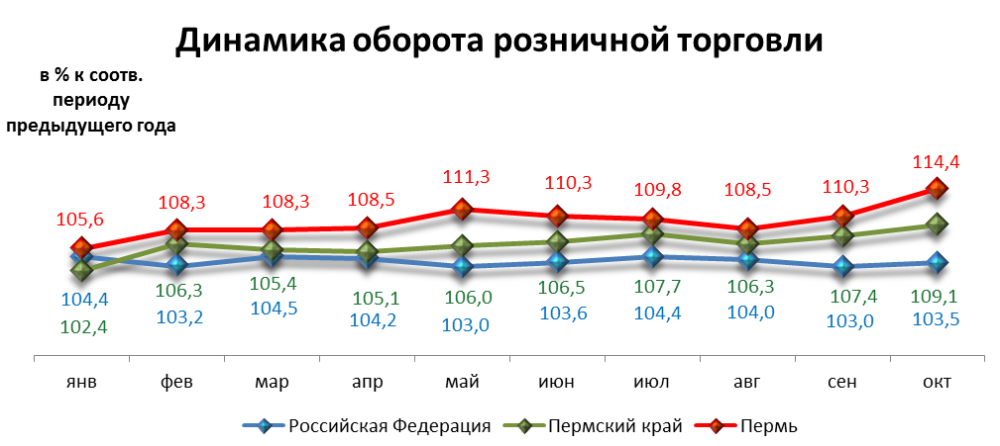 Динамика оборота розничной торговли
в % к соотв.
периоду
предыдущего года
105,6 108,3 108,3 108,5 111,3 110,3 109,8 108,5 110,3 114,4
104,4 106,3 105,4 105,1 106,0 106,5 107,7 106,3 107,4 109,1
102,4 103,2 104,5 104,2 103,0 103,6 104,4 104,0 103,0 103,5
янв фев мар апр май июн июл авг сен окт
Российская Федерация Пермский край Пермь